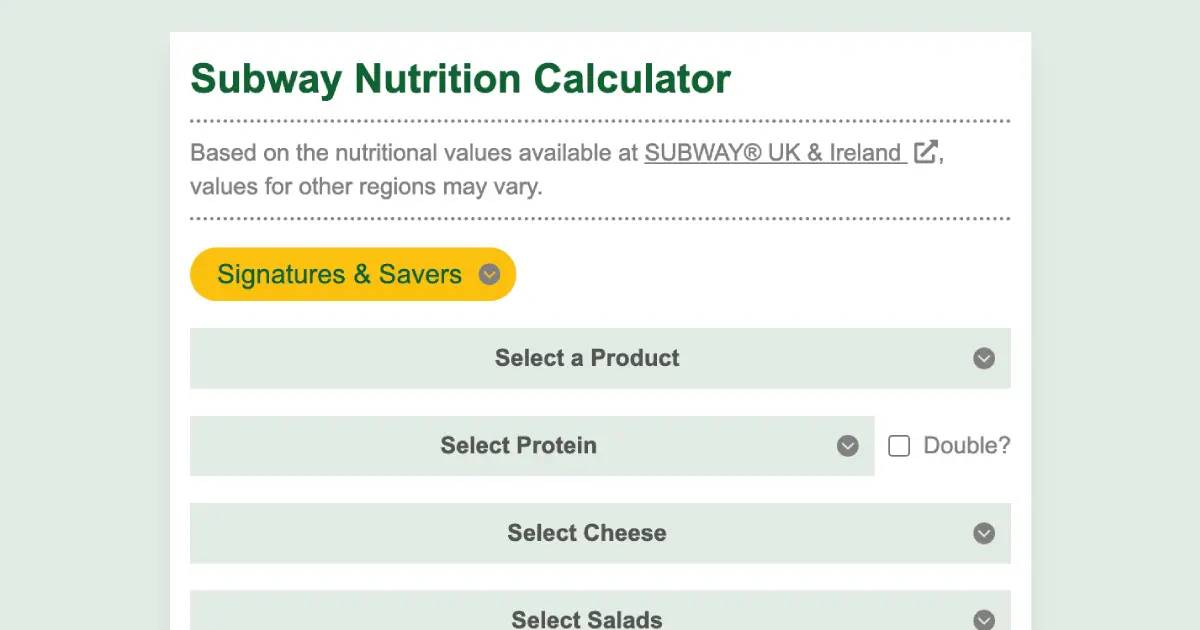 Subway Nutrition Calculator
Based on the nutritional values available at SUBWAY® UK & Ireland ,
values for other regions may vary.
Signatures & Savers
Select a Product
Select Protein Double?
Select Cheese
Select Salads